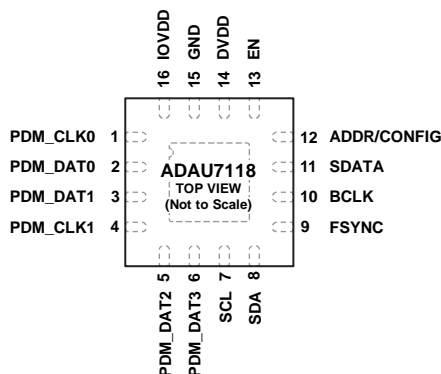 16 IOVDD
15 GND
14 DVDD
13 EN
PDM_CLK0 1
PDM_DAT0 2
PDM_DAT1 3
PDM_CLK1 4
ADAU7118
TOP VIEW
(Not to Scale)
12 ADDR/CONFIG
11 SDATA
10 BCLK
9 FSYNC
PDM_DAT2 5
PDM_DAT3 6
SCL 7
SDA 8